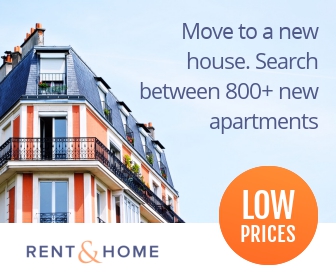 Move to a new
house. Search
between 800+ new
apartments
LOW
PRICES
RENT&HOME